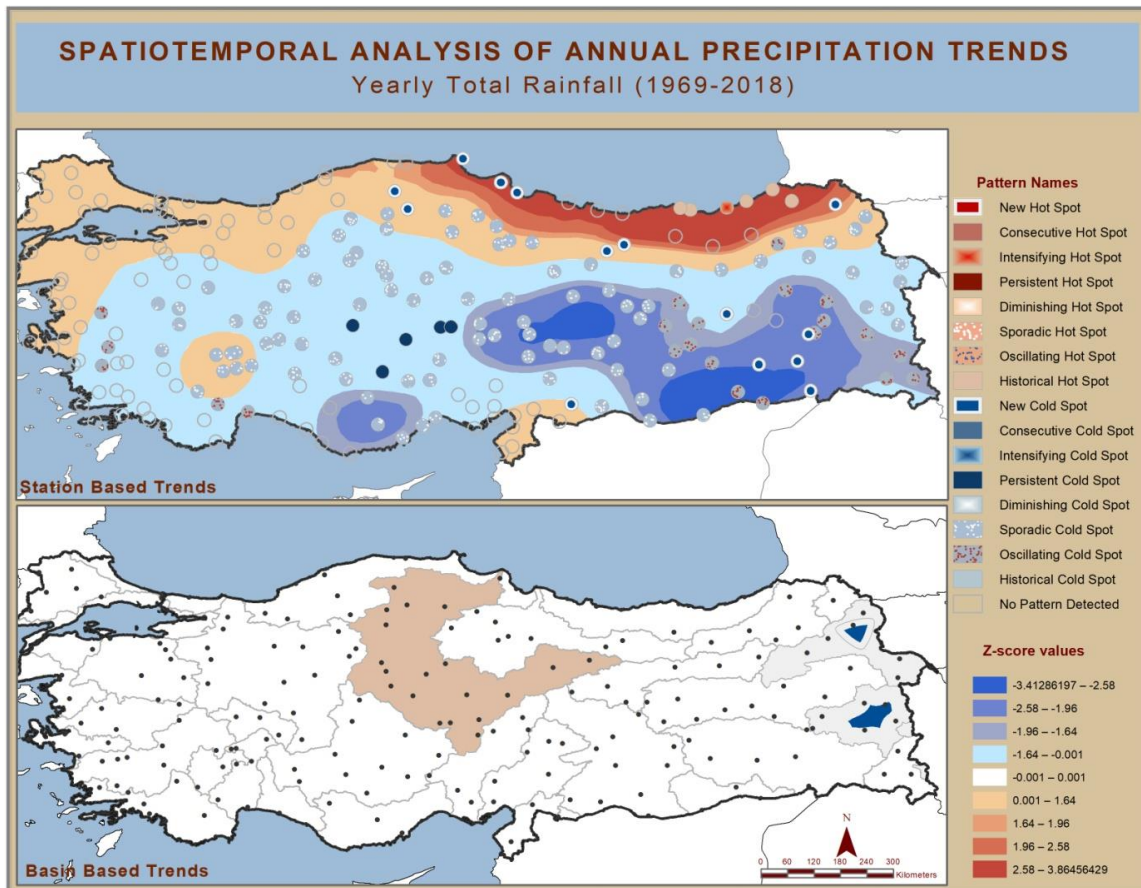 SPATIOTEMPORAL ANALYSIS OF ANNUAL PRECIPITATION TRENDS
Yearly Total Rainfall (1969-2018)
Station Based Trends
Pattern Names
New Hot Spot
Consecutive Hot Spot
Intensifying Hot Spot
Persistent Hot Spot
Diminishing Hot Spot
Sporadic Hot Spot
Oscillating Hot Spot
Historical Hot Spot
New Cold Spot
Consecutive Cold Spot
Intensifying Cold Spot
Persistent Cold Spot
Diminishing Cold Spot
Sporadic Cold Spot
Oscillating Cold Spot
Historical Cold Spot
No Pattern Detected
Z-score values
-3.41286197 – -2.58
-2.58 – -1.96
-1.96 – -1.64
-1.64 – -0.001
-0.001 – 0.001
0.001 – 1.64
1.64 – 1.96
1.96 – 2.58
2.58 – 3.86456429
Basin Based Trends
N
0 60 120 180 240 300
Kilometers